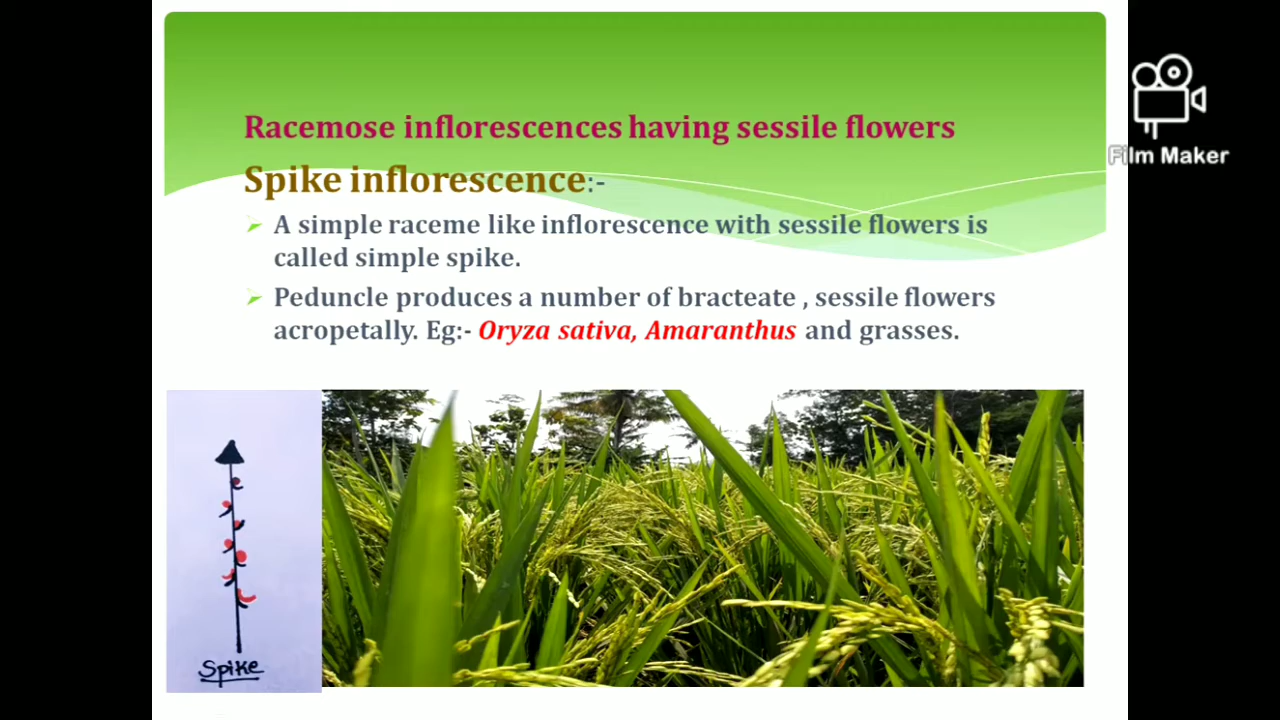 Racemose inflorescences having sessile flowers
Spike inflorescence:-
A simple raceme like inflorescence with sessile flowers is
called simple spike.
Peduncle produces a number of bracteate , sessile flowers
acropetally. Eg:- Oryza sativa, Amaranthus and grasses.
Spike
Film Maker